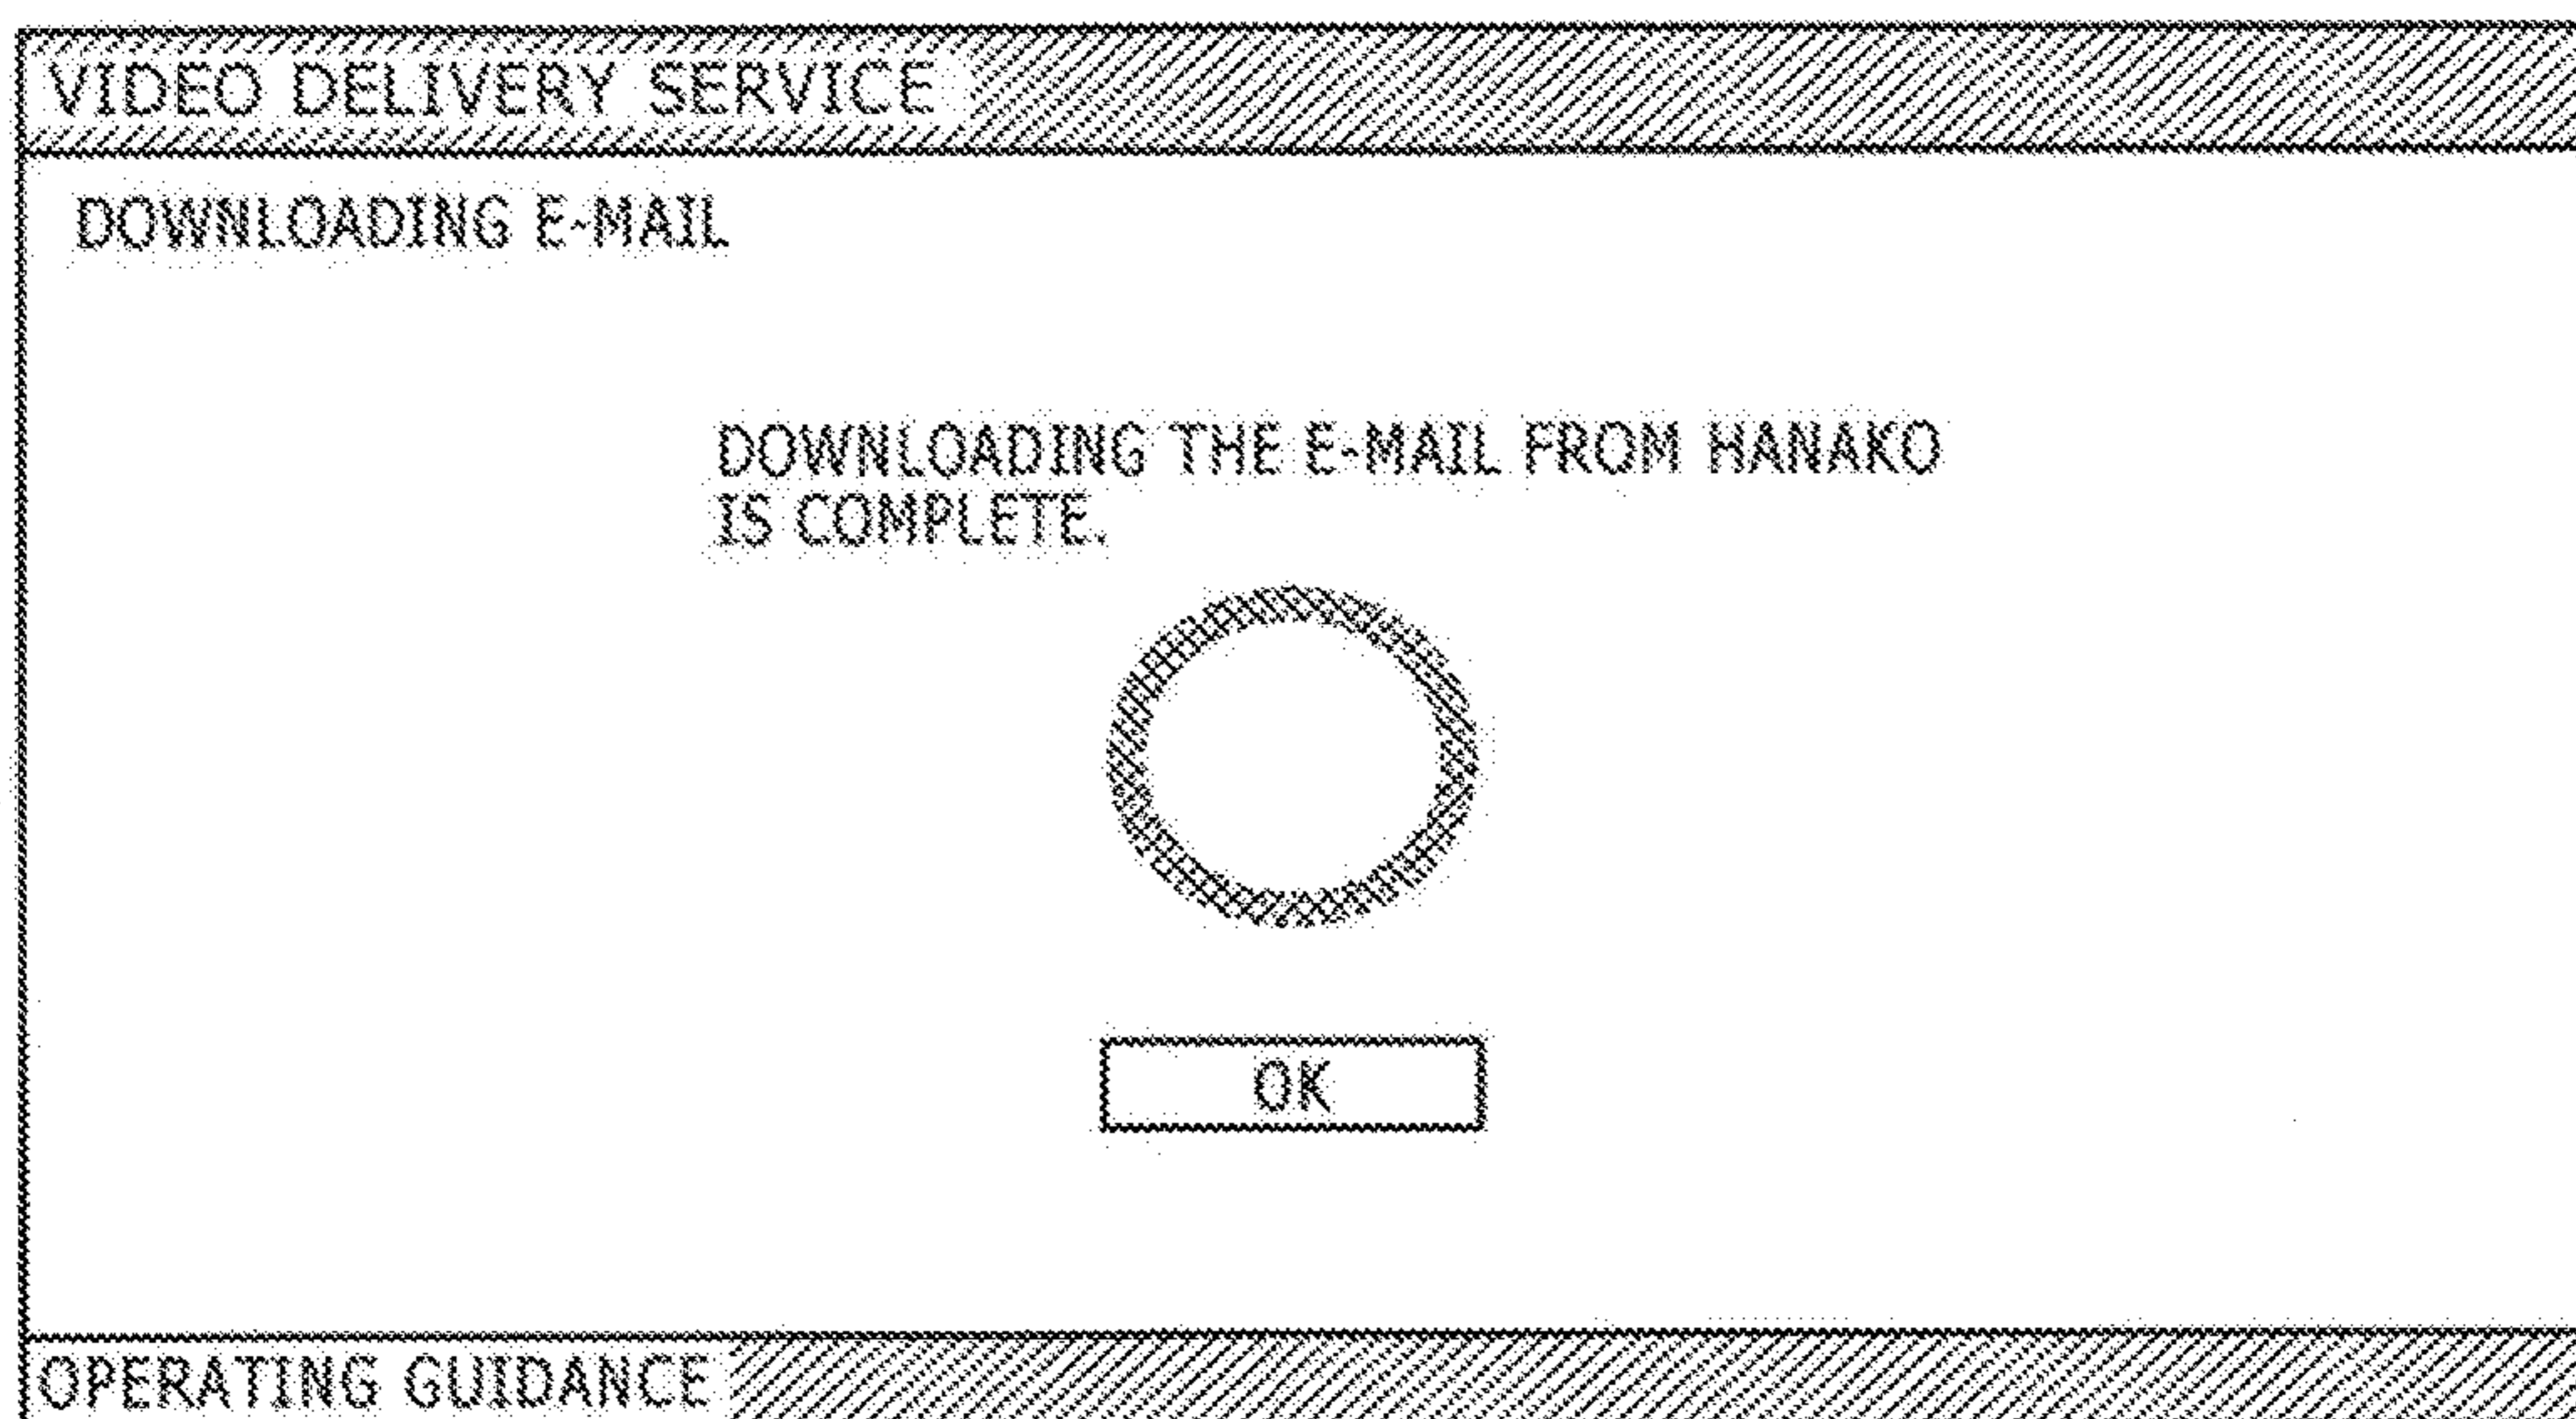 VIDEO DELIVERY SERVICE
DOWNLOADING E-MAIL
DOWNLOADING THE E-MAIL FROM HANAKO
IS COMPLETE.
OK
OPERATING GUIDANCE